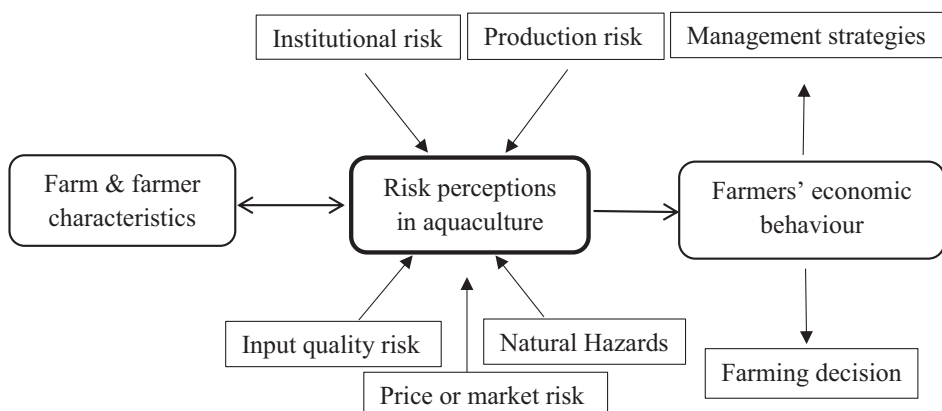 Institutional risk
Production risk
Management strategies
Farm & farmer
characteristics
Risk perceptions
in aquaculture
Farmers’ economic
behaviour
Input quality risk
Natural Hazards
Price or market risk
Farming decision